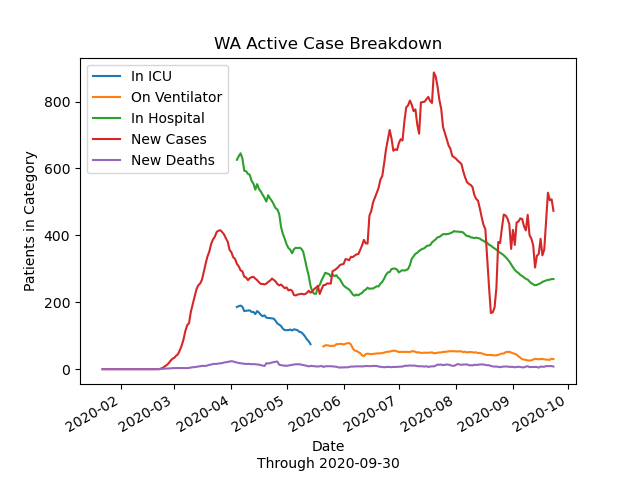 WA Active Case Breakdown
In ICU
On Ventilator
In Hospital
New Cases
New Deaths
Patients in Category
800
600
400
200
0
2020-02
2020-03
2020-04
2020-05
2020-06
2020-07
2020-08
2020-09
2020-10
Date
Through 2020-09-30